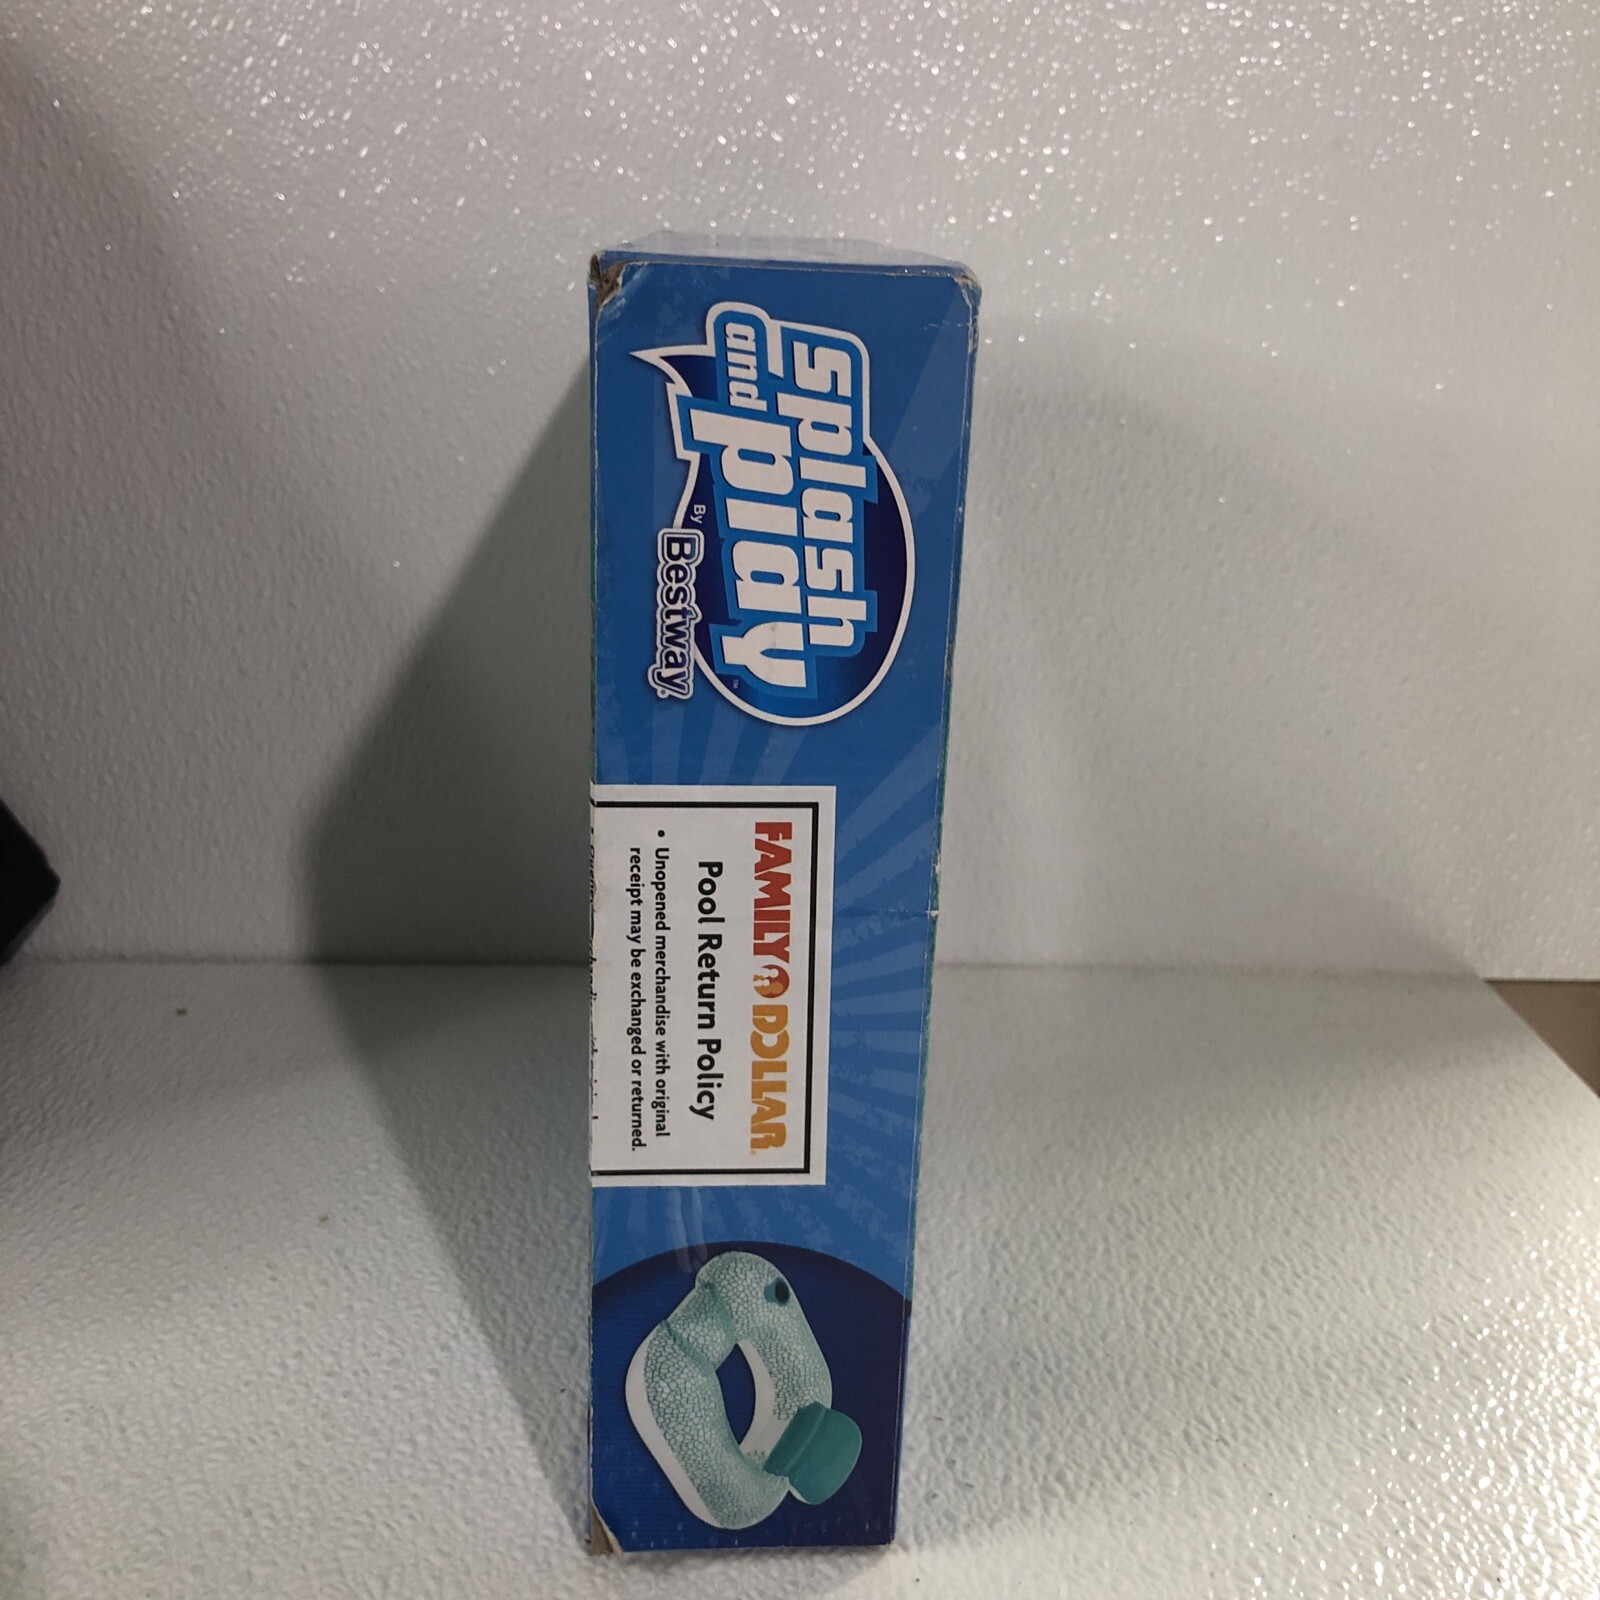 Splash
and play™
By Bestway®
FAMILY DOLLAR®
Pool Return Policy
• Unopened merchandise with original
receipt may be exchanged or returned.